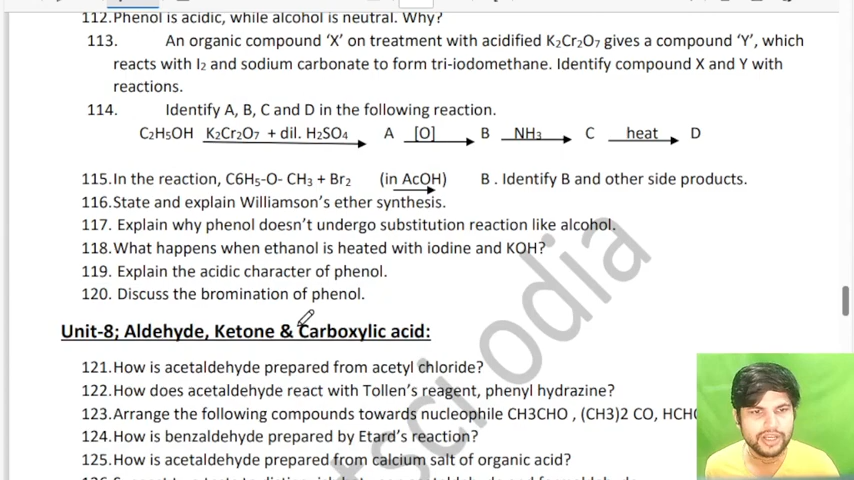 112.Phenol is acidic, while alcohol is neutral. Why?
113. An organic compound ‘X’ on treatment with acidified K2Cr2O7 gives a compound ‘Y’, which
reacts with I2 and sodium carbonate to form tri-iodomethane. Identify compound X and Y with
reactions.
114. Identify A, B, C and D in the following reaction.
C2H5OH K2Cr2O7 + dil. H2SO4 A [O] B NH3 C heat D
115.In the reaction, C6H5-O- CH3 + Br2 (in AcOH) B . Identify B and other side products.
116.State and explain Williamson’s ether synthesis.
117. Explain why phenol doesn’t undergo substitution reaction like alcohol.
118.What happens when ethanol is heated with iodine and KOH?
119. Explain the acidic character of phenol.
120. Discuss the bromination of phenol.
Unit-8; Aldehyde, Ketone & Carboxylic acid:
121.How is acetaldehyde prepared from acetyl chloride?
122.How does acetaldehyde react with Tollen’s reagent, phenyl hydrazine?
123.Arrange the following compounds towards nucleophile CH3CHO , (CH3)2 CO, HCHO
124.How is benzaldehyde prepared by Etard’s reaction?
125.How is acetaldehyde prepared from calcium salt of organic acid?
tsci odia